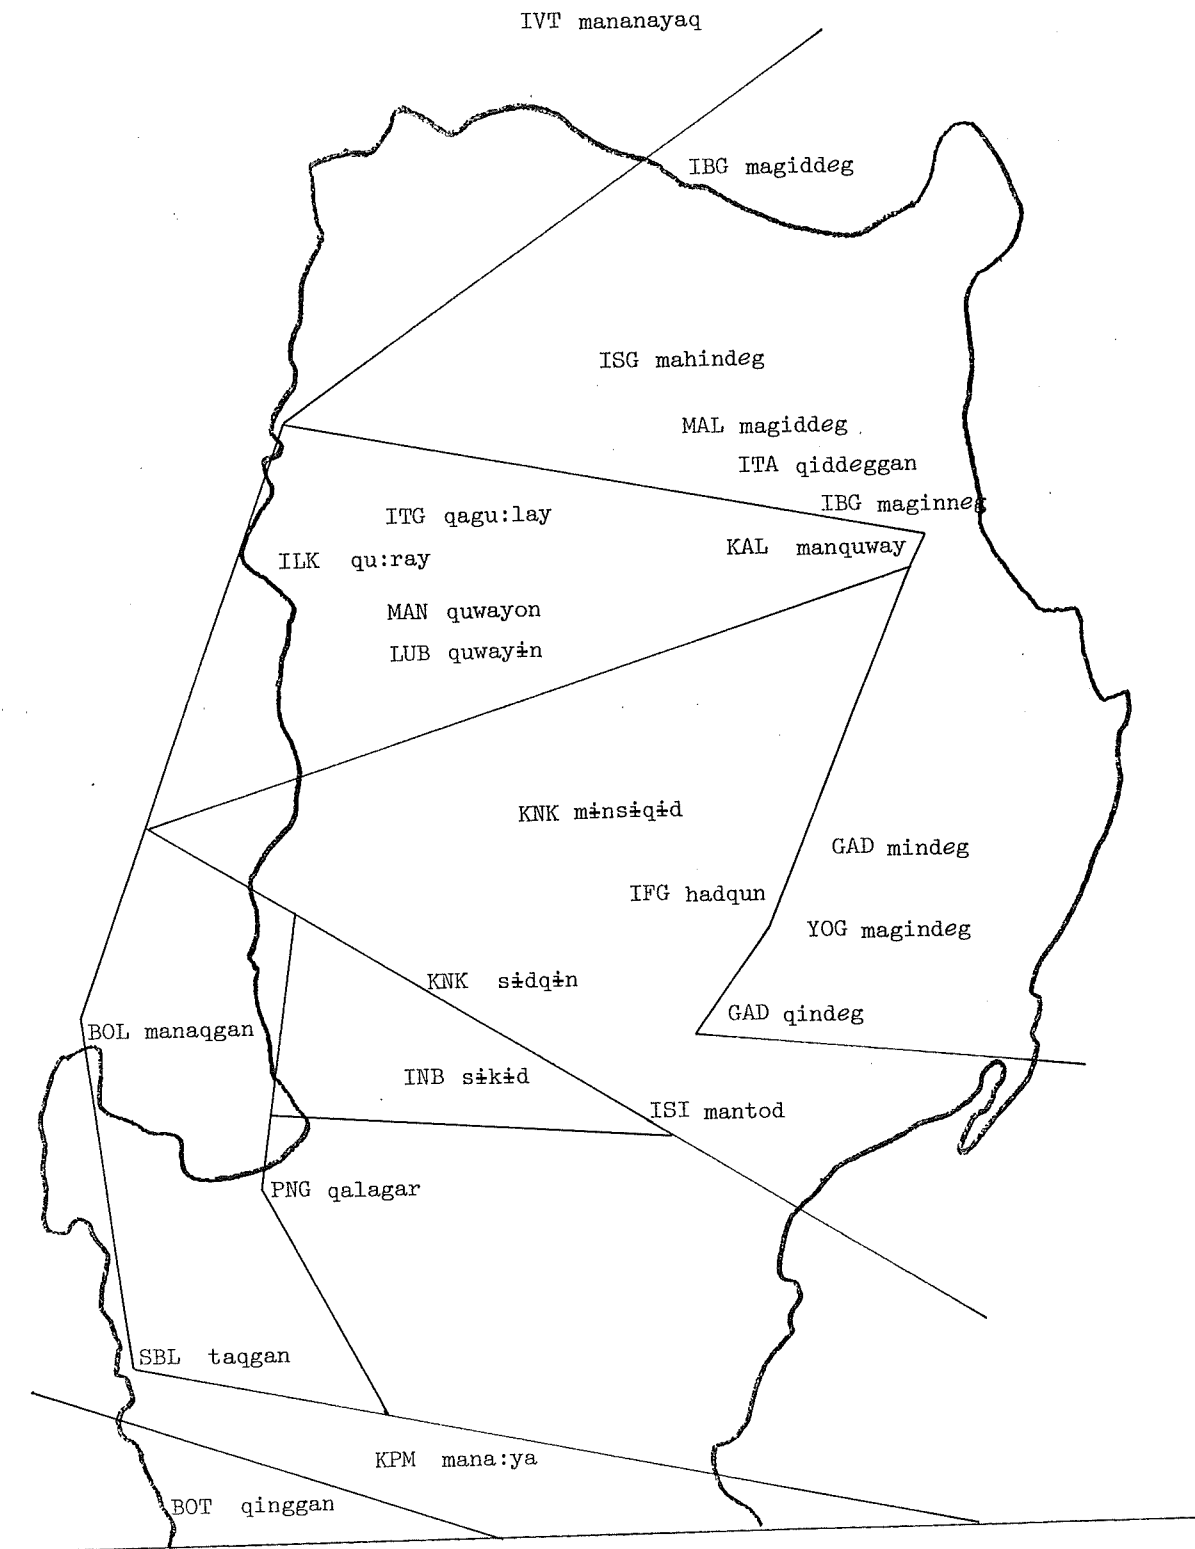 IVT mananayaq
IBG magiddeg
ISG mahindeg
MAL magiddeg
ITA qiddeggan
IBG maginneg
ITG qagu:lay
KAL manquway
ILK qu:ray
MAN quwayon
LUB quwayɨn
KNK mɨnsɨqɨd
GAD mindeg
IFG hadqun
YOG magindeg
KNK sɨdqɨn
GAD qindeg
BOL manaqgan
INB sɨkɨd
ISI mantod
PNG qalagar
SBL taqgan
KPM mana:ya
BOT qinggan